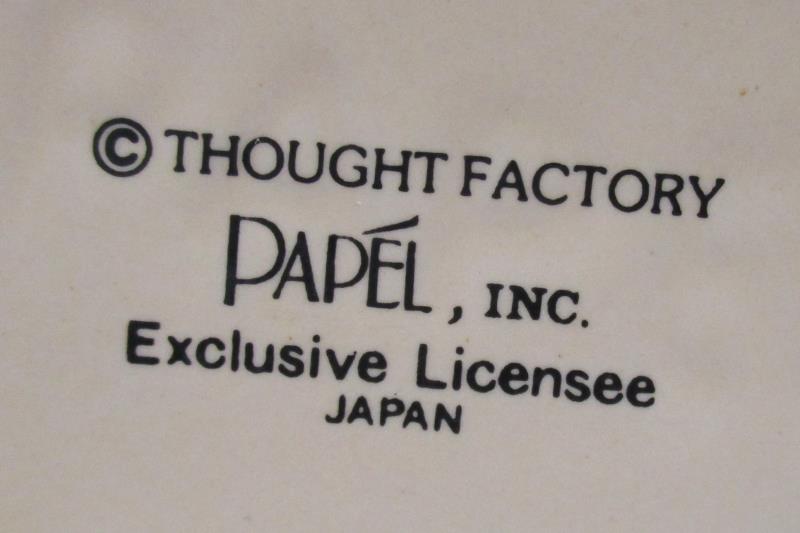 © THOUGHT FACTORY
PAPÉL, INC.
Exclusive Licensee
JAPAN